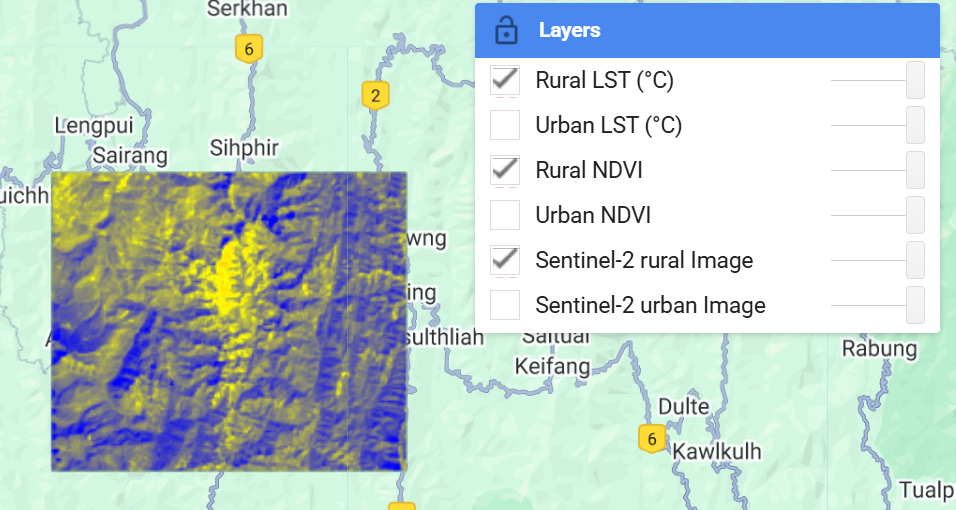 Serkhan
6
2
Lengpui
Sairang
Sihphir
uichh
wng
ing
A
sulthliah
Saitual
Keifang
Rabung
Dulte
6
Kawlkulh
Tualp
Layers
Rural LST (°C)
Urban LST (°C)
Rural NDVI
Urban NDVI
Sentinel-2 rural Image
Sentinel-2 urban Image